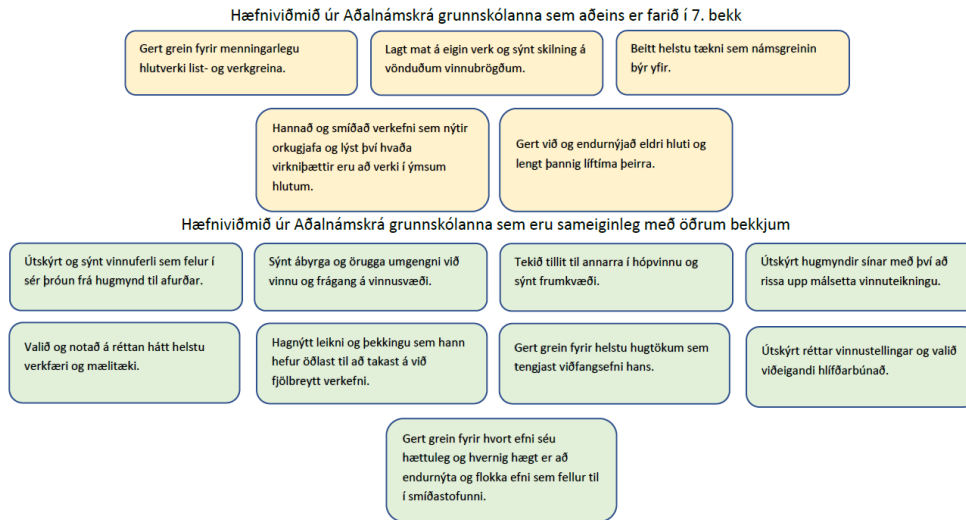 Hæfniviðmið úr Aðalnámskrá grunnskólanna sem aðeins er farið í 7. bekk
Gert grein fyrir menningarlegu
hlutverki list- og verkgreina.
Lagt mat á eigin verk og sýnt skilning á
vönduðum vinnubrögðum.
Beitt helstu tækni sem námsgreinin
býr yfir.
Hannað og smíðað verkefni sem nýtir
orkugjafa og lýst því hvaða
virkniþættir eru að verki í ýmsum
hlutum.
Gert við og endurnýjað eldri hluti og
lengt þannig líftíma þeirra.
Hæfniviðmið úr Aðalnámskrá grunnskólanna sem eru sameiginleg með öðrum bekkjum
Útskýrt og sýnt vinnuferli sem felur í
sér þróun frá hugmynd til afurðar.
Sýnt ábyrga og örugga umgengni við
vinnu og frágang á vinnusvæði.
Tekið tillit til annarra í hópvinnu og
sýnt frumkvæði.
Útskýrt hugmyndir sínar með því að
rissa upp málsetta vinnuteikningu.
Valið og notað á réttan hátt helstu
verkfæri og mælitæki.
Hagnýtt leikni og þekkingu sem hann
hefur öðlast til að takast á við
fjölbreytt verkefni.
Gert grein fyrir helstu hugtökum sem
tengjast viðfangsefni hans.
Útskýrt réttar vinnustellingar og valið
viðeigandi hlífðarbúnað.
Gert grein fyrir hvort efni séu
hættuleg og hvernig hægt er að
endurnýta og flokka efni sem fellur til
í smíðastofunni.